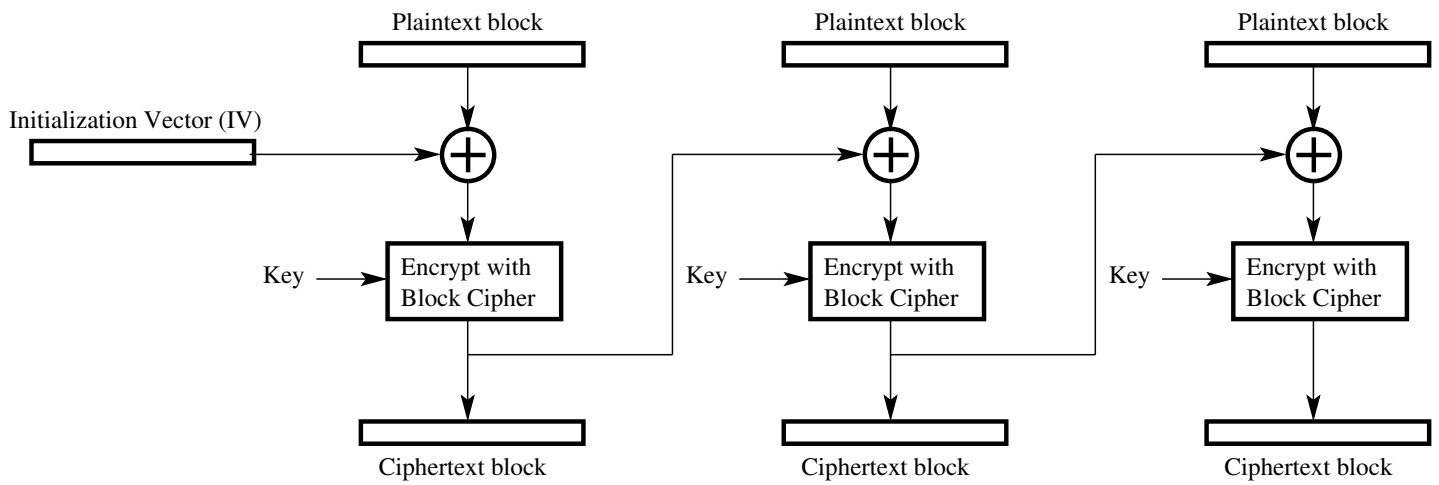 Plaintext block
Plaintext block
Plaintext block
Initialization Vector (IV)
Key
Encrypt with
Block Cipher
Key
Encrypt with
Block Cipher
Key
Encrypt with
Block Cipher
Ciphertext block
Ciphertext block
Ciphertext block